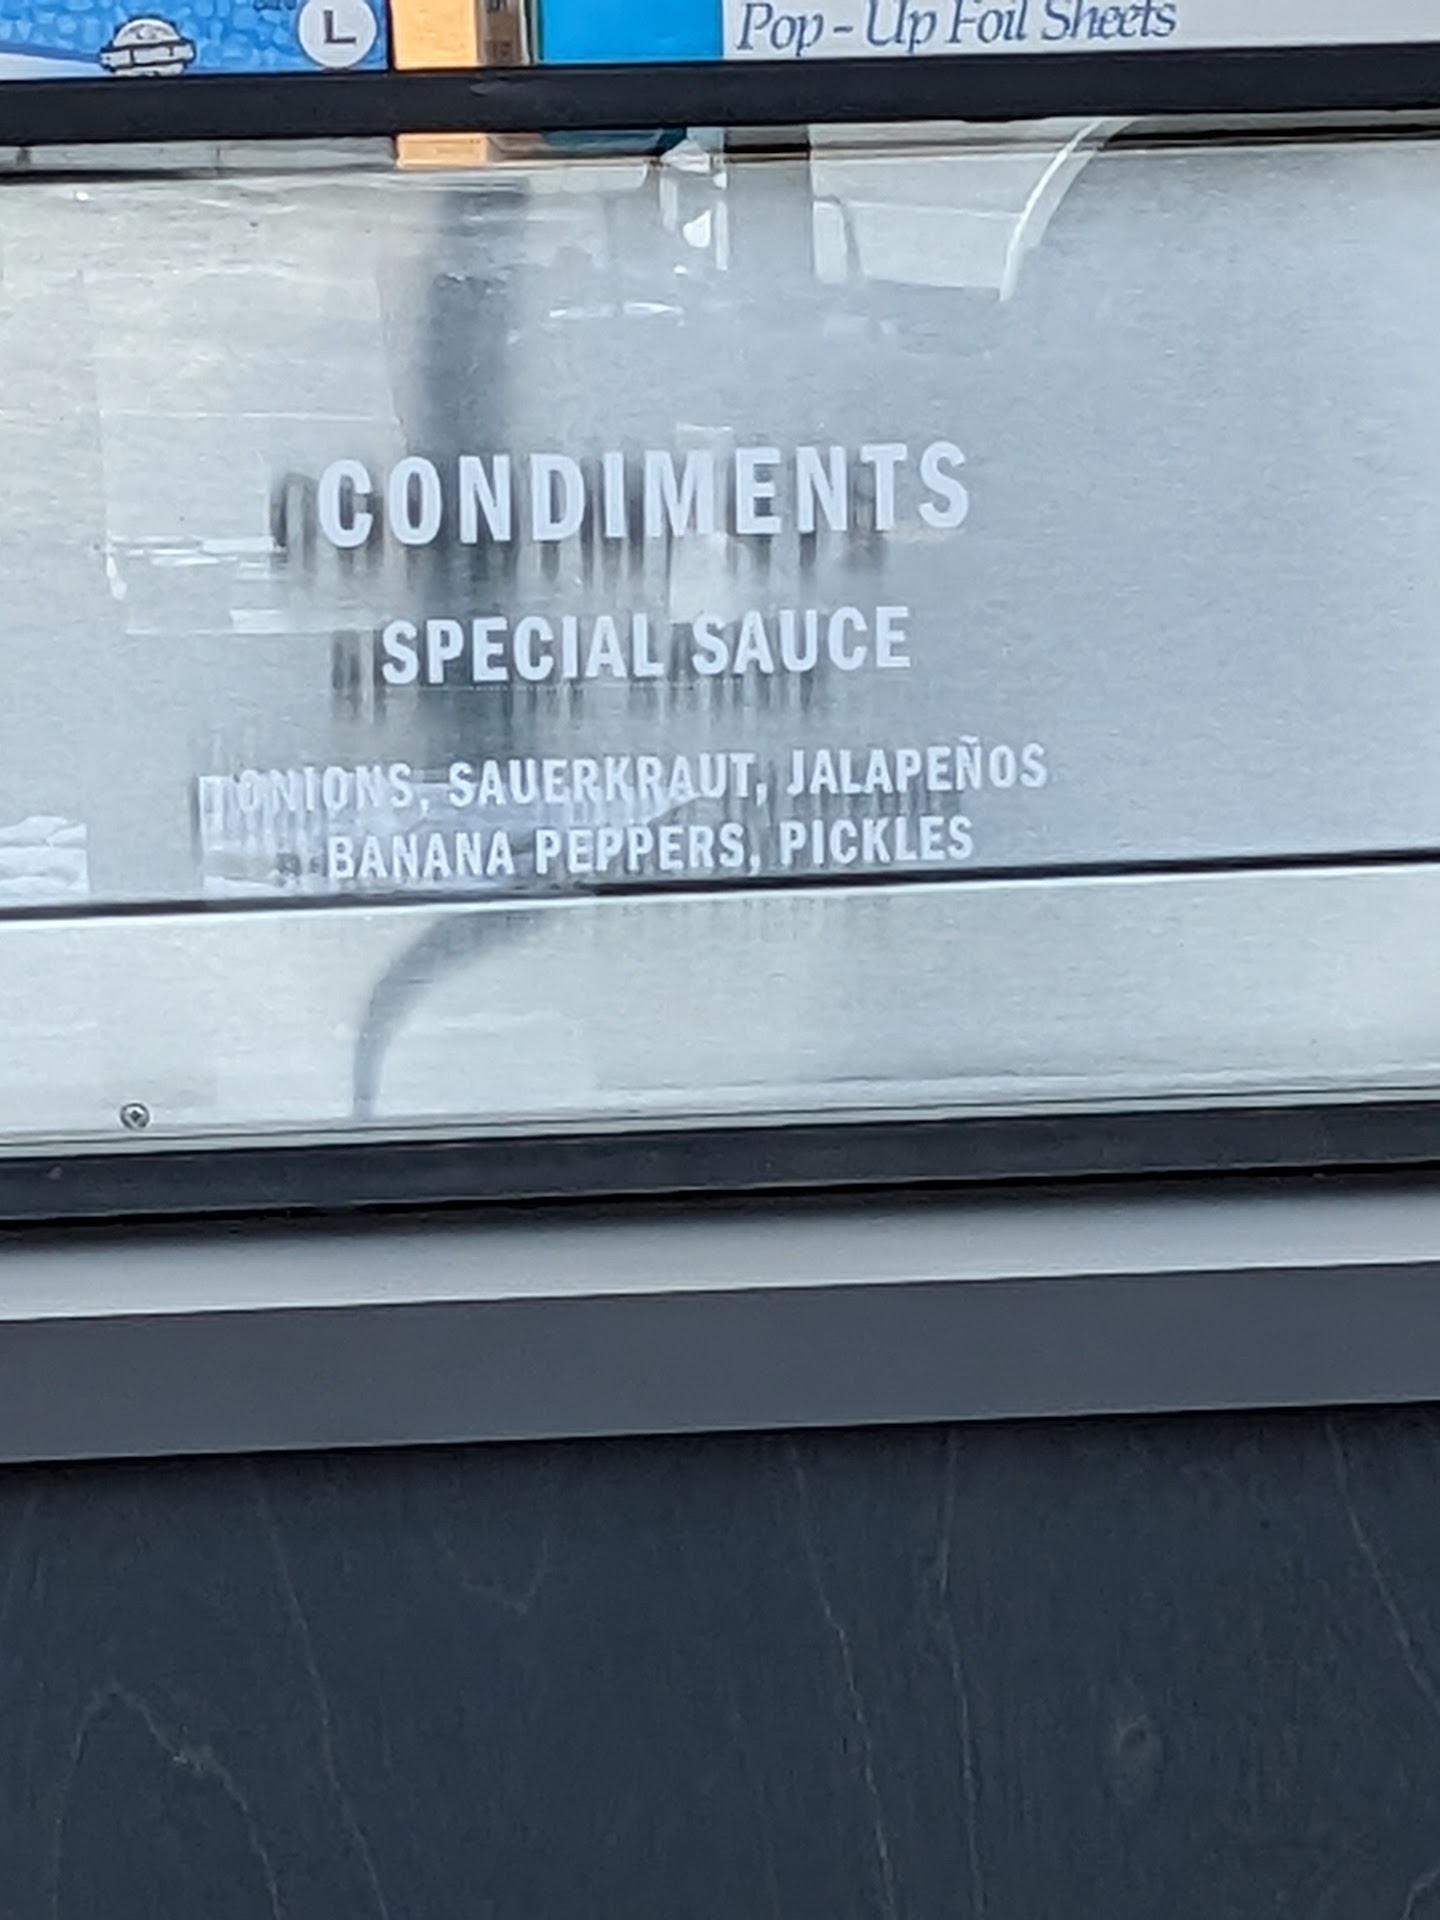 L
Pop-Up Foil Sheets
CONDIMENTS
SPECIAL SAUCE
ONIONS, SAUERKRAUT, JALAPEÑOS
BANANA PEPPERS, PICKLES